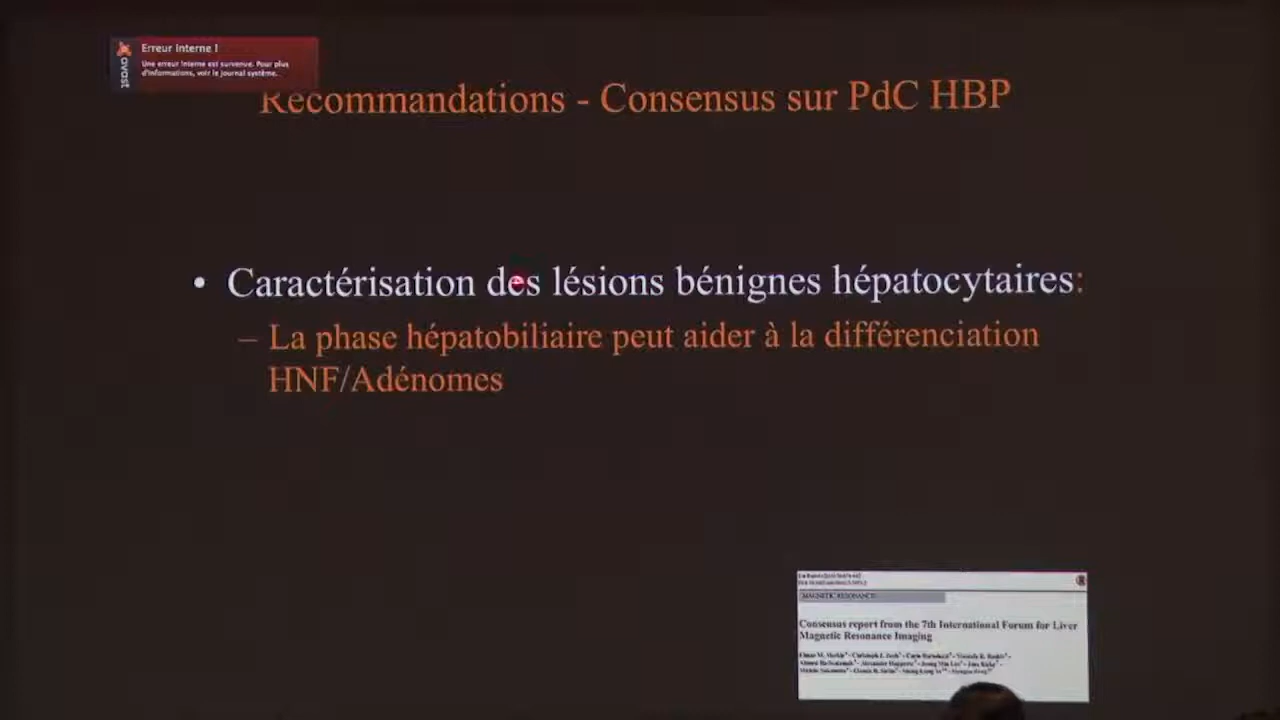 Erreur Interne !
Une erreur interne est survenue. Pour plus
d'informations, voir le journal système.
avast
Recommandations - Consensus sur PdC HBP
• Caractérisation des lésions bénignes hépatocytaires:
– La phase hépatobiliaire peut aider à la différenciation
HNF/Adénomes
MAGNETIC RESONANCE
Consensus report from the 7th International Forum for Liver
Magnetic Resonance Imaging